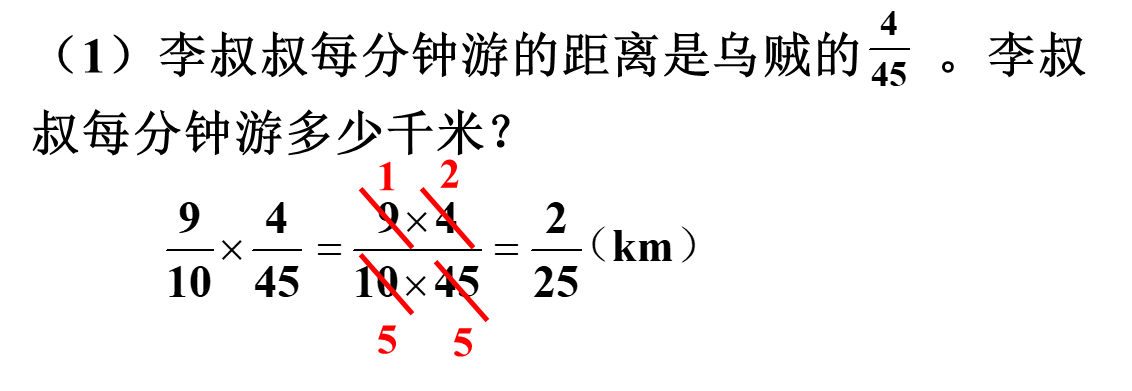 （1）李叔叔每分钟游的距离是乌贼的 4/45 。李叔
叔每分钟游多少千米？
1 2
9/10 × 4/45 = 9×4/10×45 = 2/25（km）
5 5